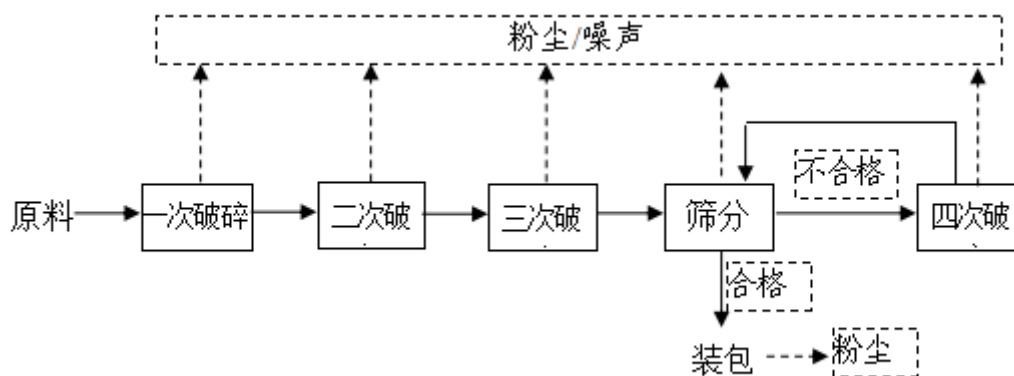 粉尘/噪声
不合格
原料
一次破碎
二次破
三次破
筛分
四次破
合格
装包
粉尘